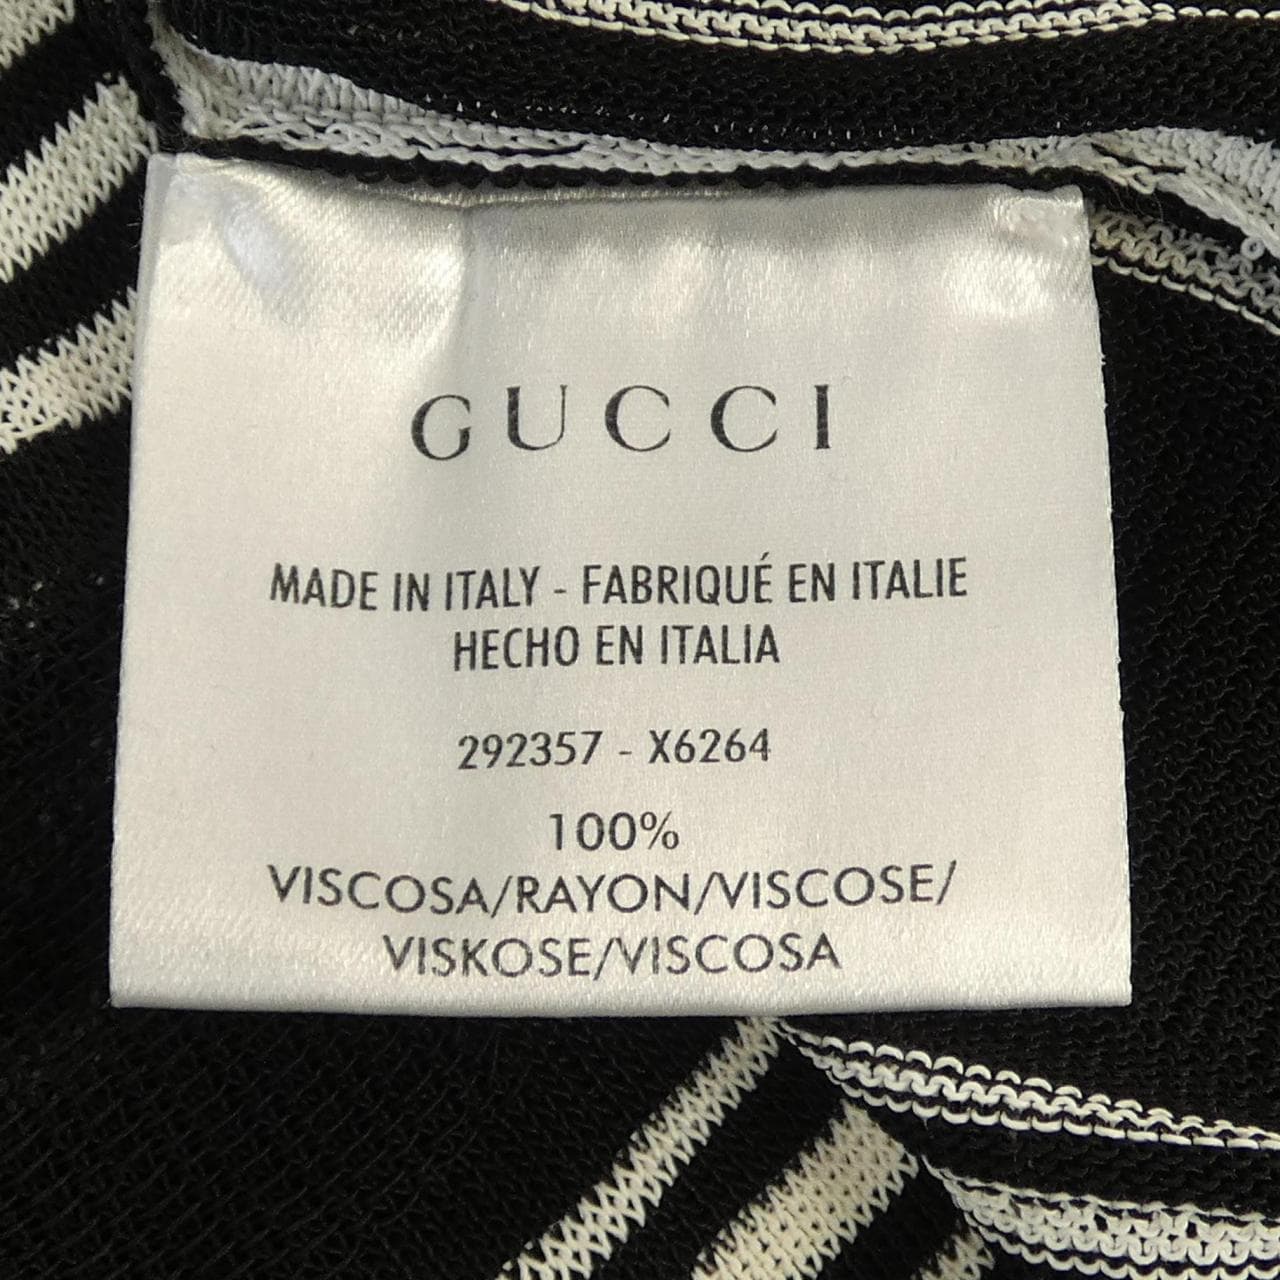 GUCCI
MADE IN ITALY - FABRIQUÉ EN ITALIE
HECHO EN ITALIA
292357 - X6264
100%
VISCOSA/RAYON/VISCOSE/
VISKOSE/VISCOSA